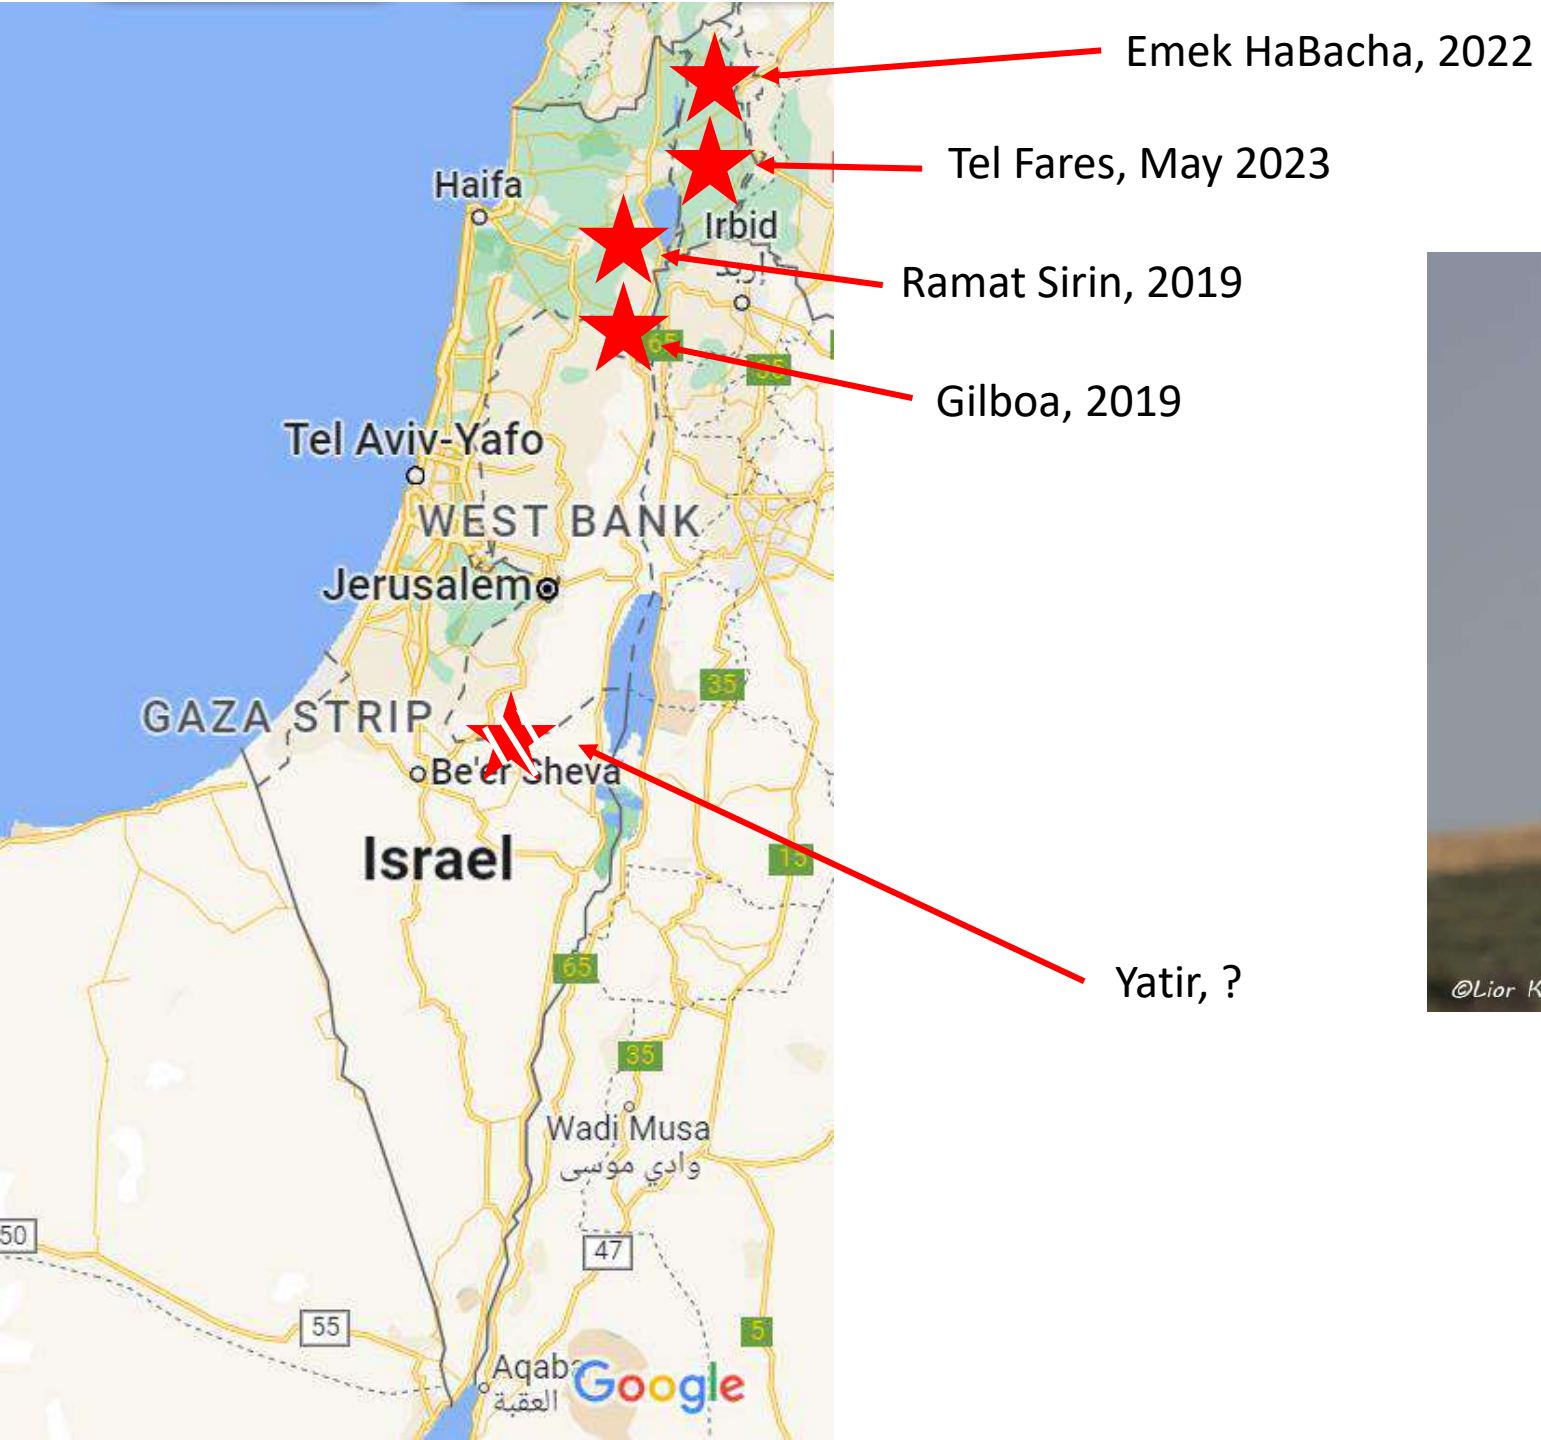 Emek HaBacha, 2022
Tel Fares, May 2023
Haifa
Irbid
إربد
Ramat Sirin, 2019
65
35
Gilboa, 2019
Tel Aviv-Yafo
WEST BANK
Jerusalem
35
GAZA STRIP
Be'er Sheva
Israel
15
65
Yatir, ?
©Lior
35
Wadi Musa
وادي موسى
50
47
55
5
Aqaba
العقبة
Google